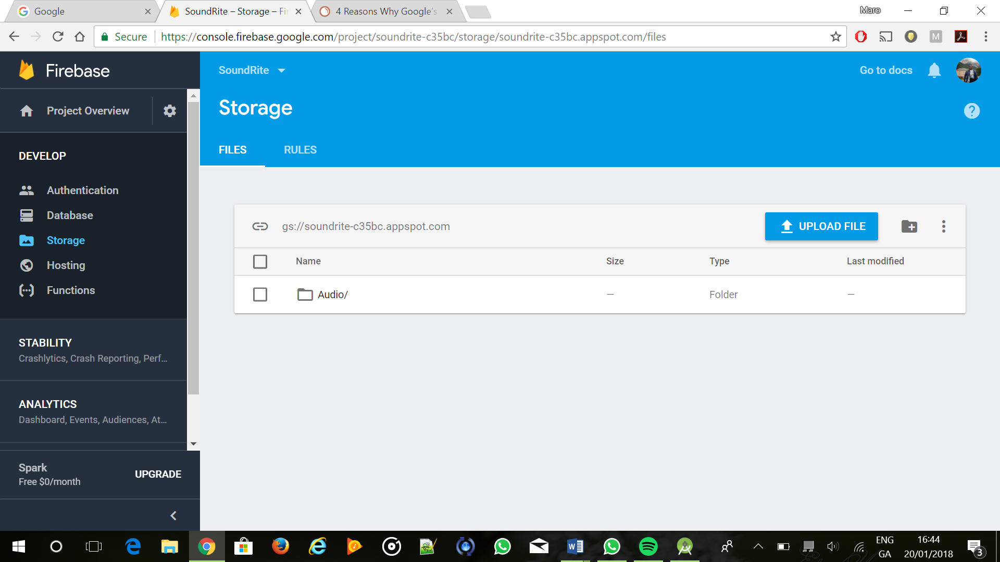 Google
SoundRite – Storage – Fi
4 Reasons Why Google's
Maro
Secure
https://console.firebase.google.com/project/soundrite-c35bc/storage/soundrite-c35bc.appspot.com/files
M
Firebase
SoundRite
Go to docs
Project Overview
Storage
?
FILES
RULES
DEVELOP
Authentication
Database
Storage
Hosting
Functions
gs://soundrite-c35bc.appspot.com
UPLOAD FILE
Name
Size
Type
Last modified
Audio/
—
Folder
—
STABILITY
Crashlytics, Crash Reporting, Perf...
ANALYTICS
Dashboard, Events, Audiences, At...
Spark
Free $0/month
UPGRADE
ENG
GA
16:44
20/01/2018
3